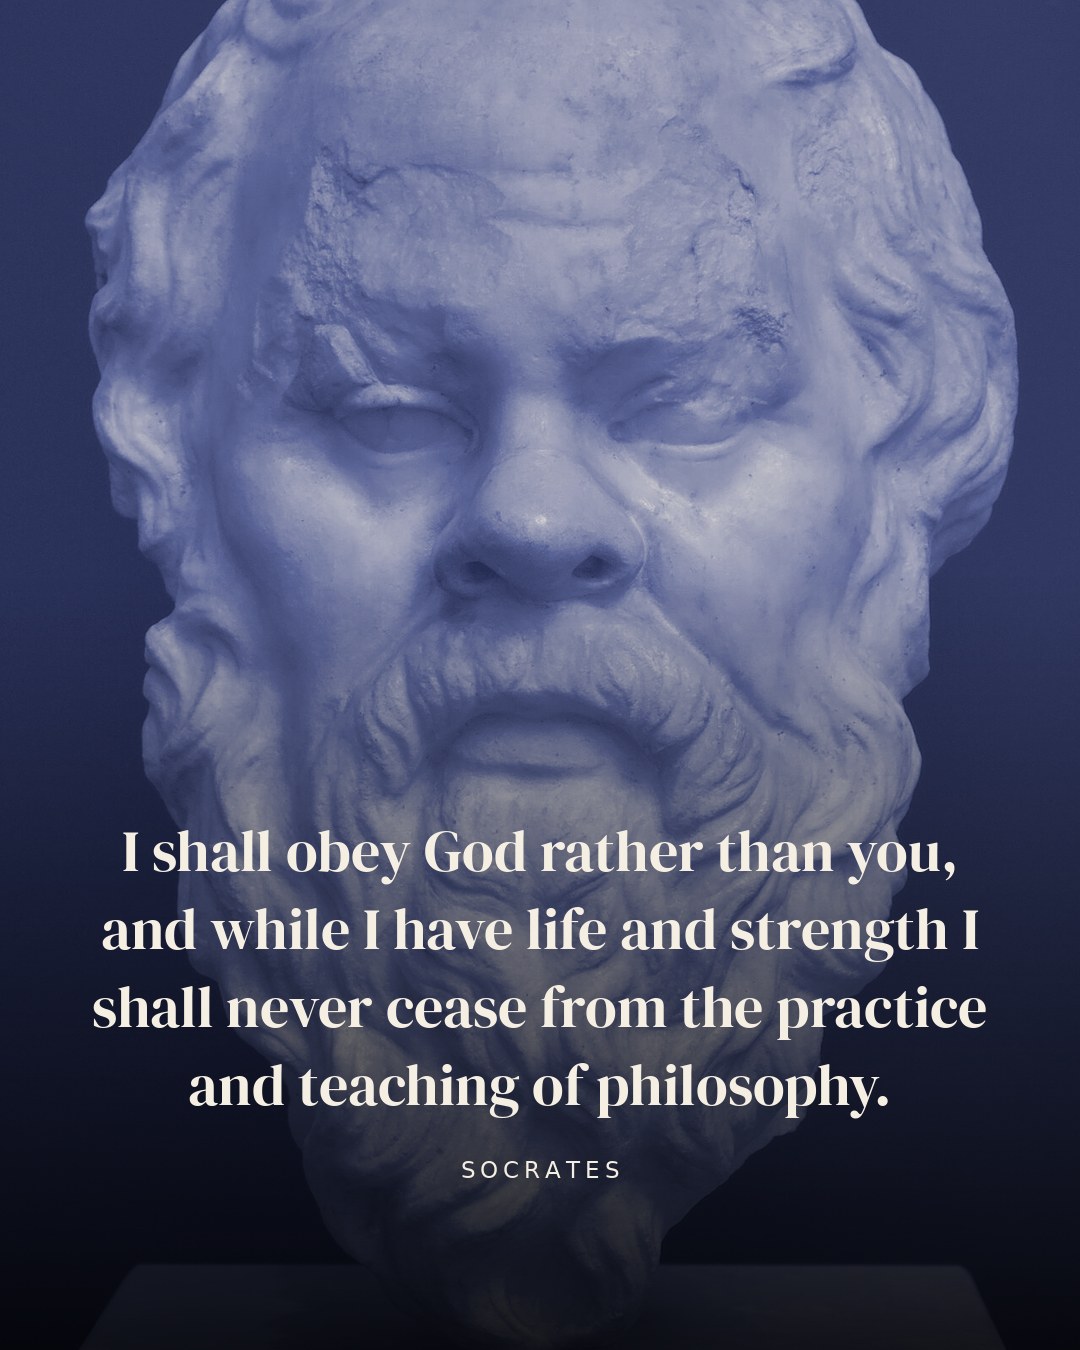 I shall obey God rather than you,
and while I have life and strength I
shall never cease from the practice
and teaching of philosophy.
SOCRATES